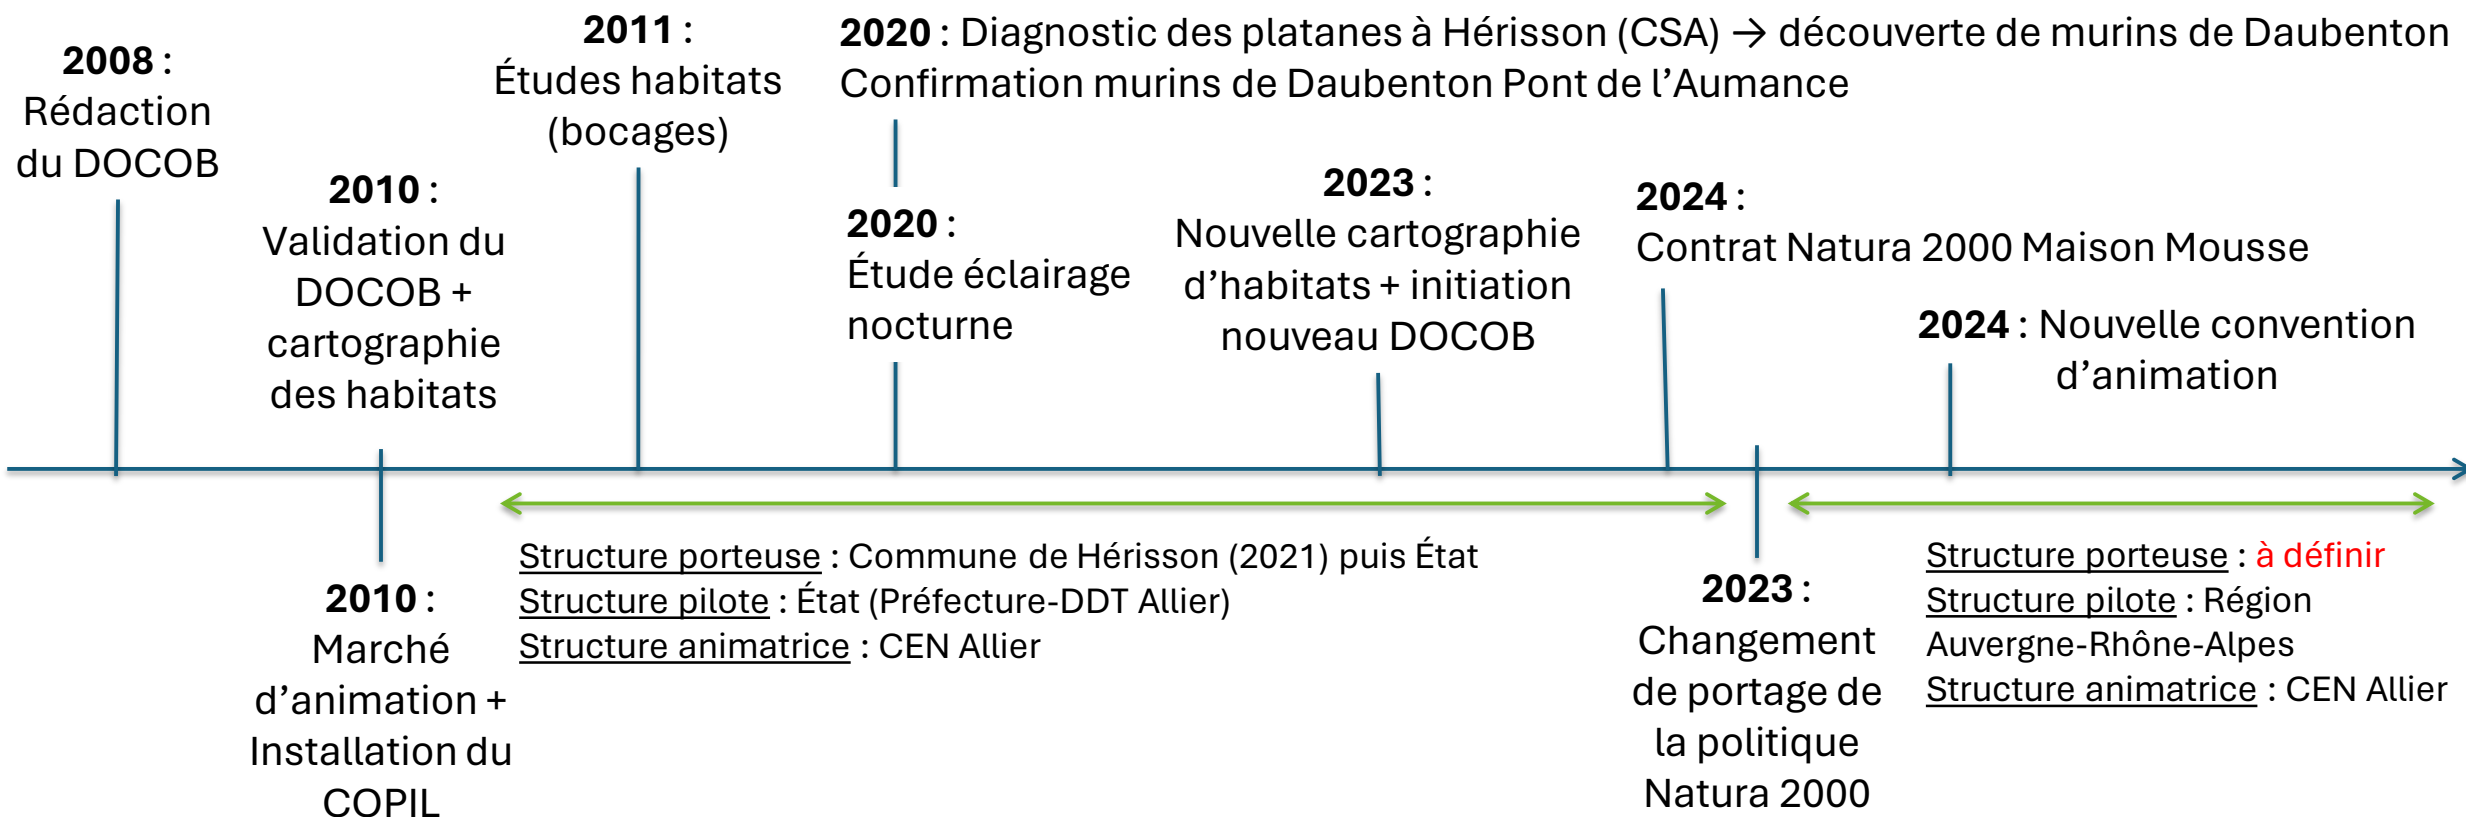 2008 :
Rédaction
du DOCOB
2010 :
Validation du
DOCOB +
cartographie
des habitats
2011 :
Études habitats
(bocages)
2020 : Diagnostic des platanes à Hérisson (CSA) → découverte de murins de Daubenton
Confirmation murins de Daubenton Pont de l’Aumance
2020 :
Étude éclairage
nocturne
2023 :
Nouvelle cartographie
d’habitats + initiation
nouveau DOCOB
2024 :
Contrat Natura 2000 Maison Mousse
2024 : Nouvelle convention
d’animation
2010 :
Marché
d’animation +
Installation du
COPIL
Structure porteuse : Commune de Hérisson (2021) puis État
Structure pilote : État (Préfecture-DDT Allier)
Structure animatrice : CEN Allier
2023 :
Changement
de portage de
la politique
Natura 2000
Structure porteuse : à définir
Structure pilote : Région
Auvergne-Rhône-Alpes
Structure animatrice : CEN Allier